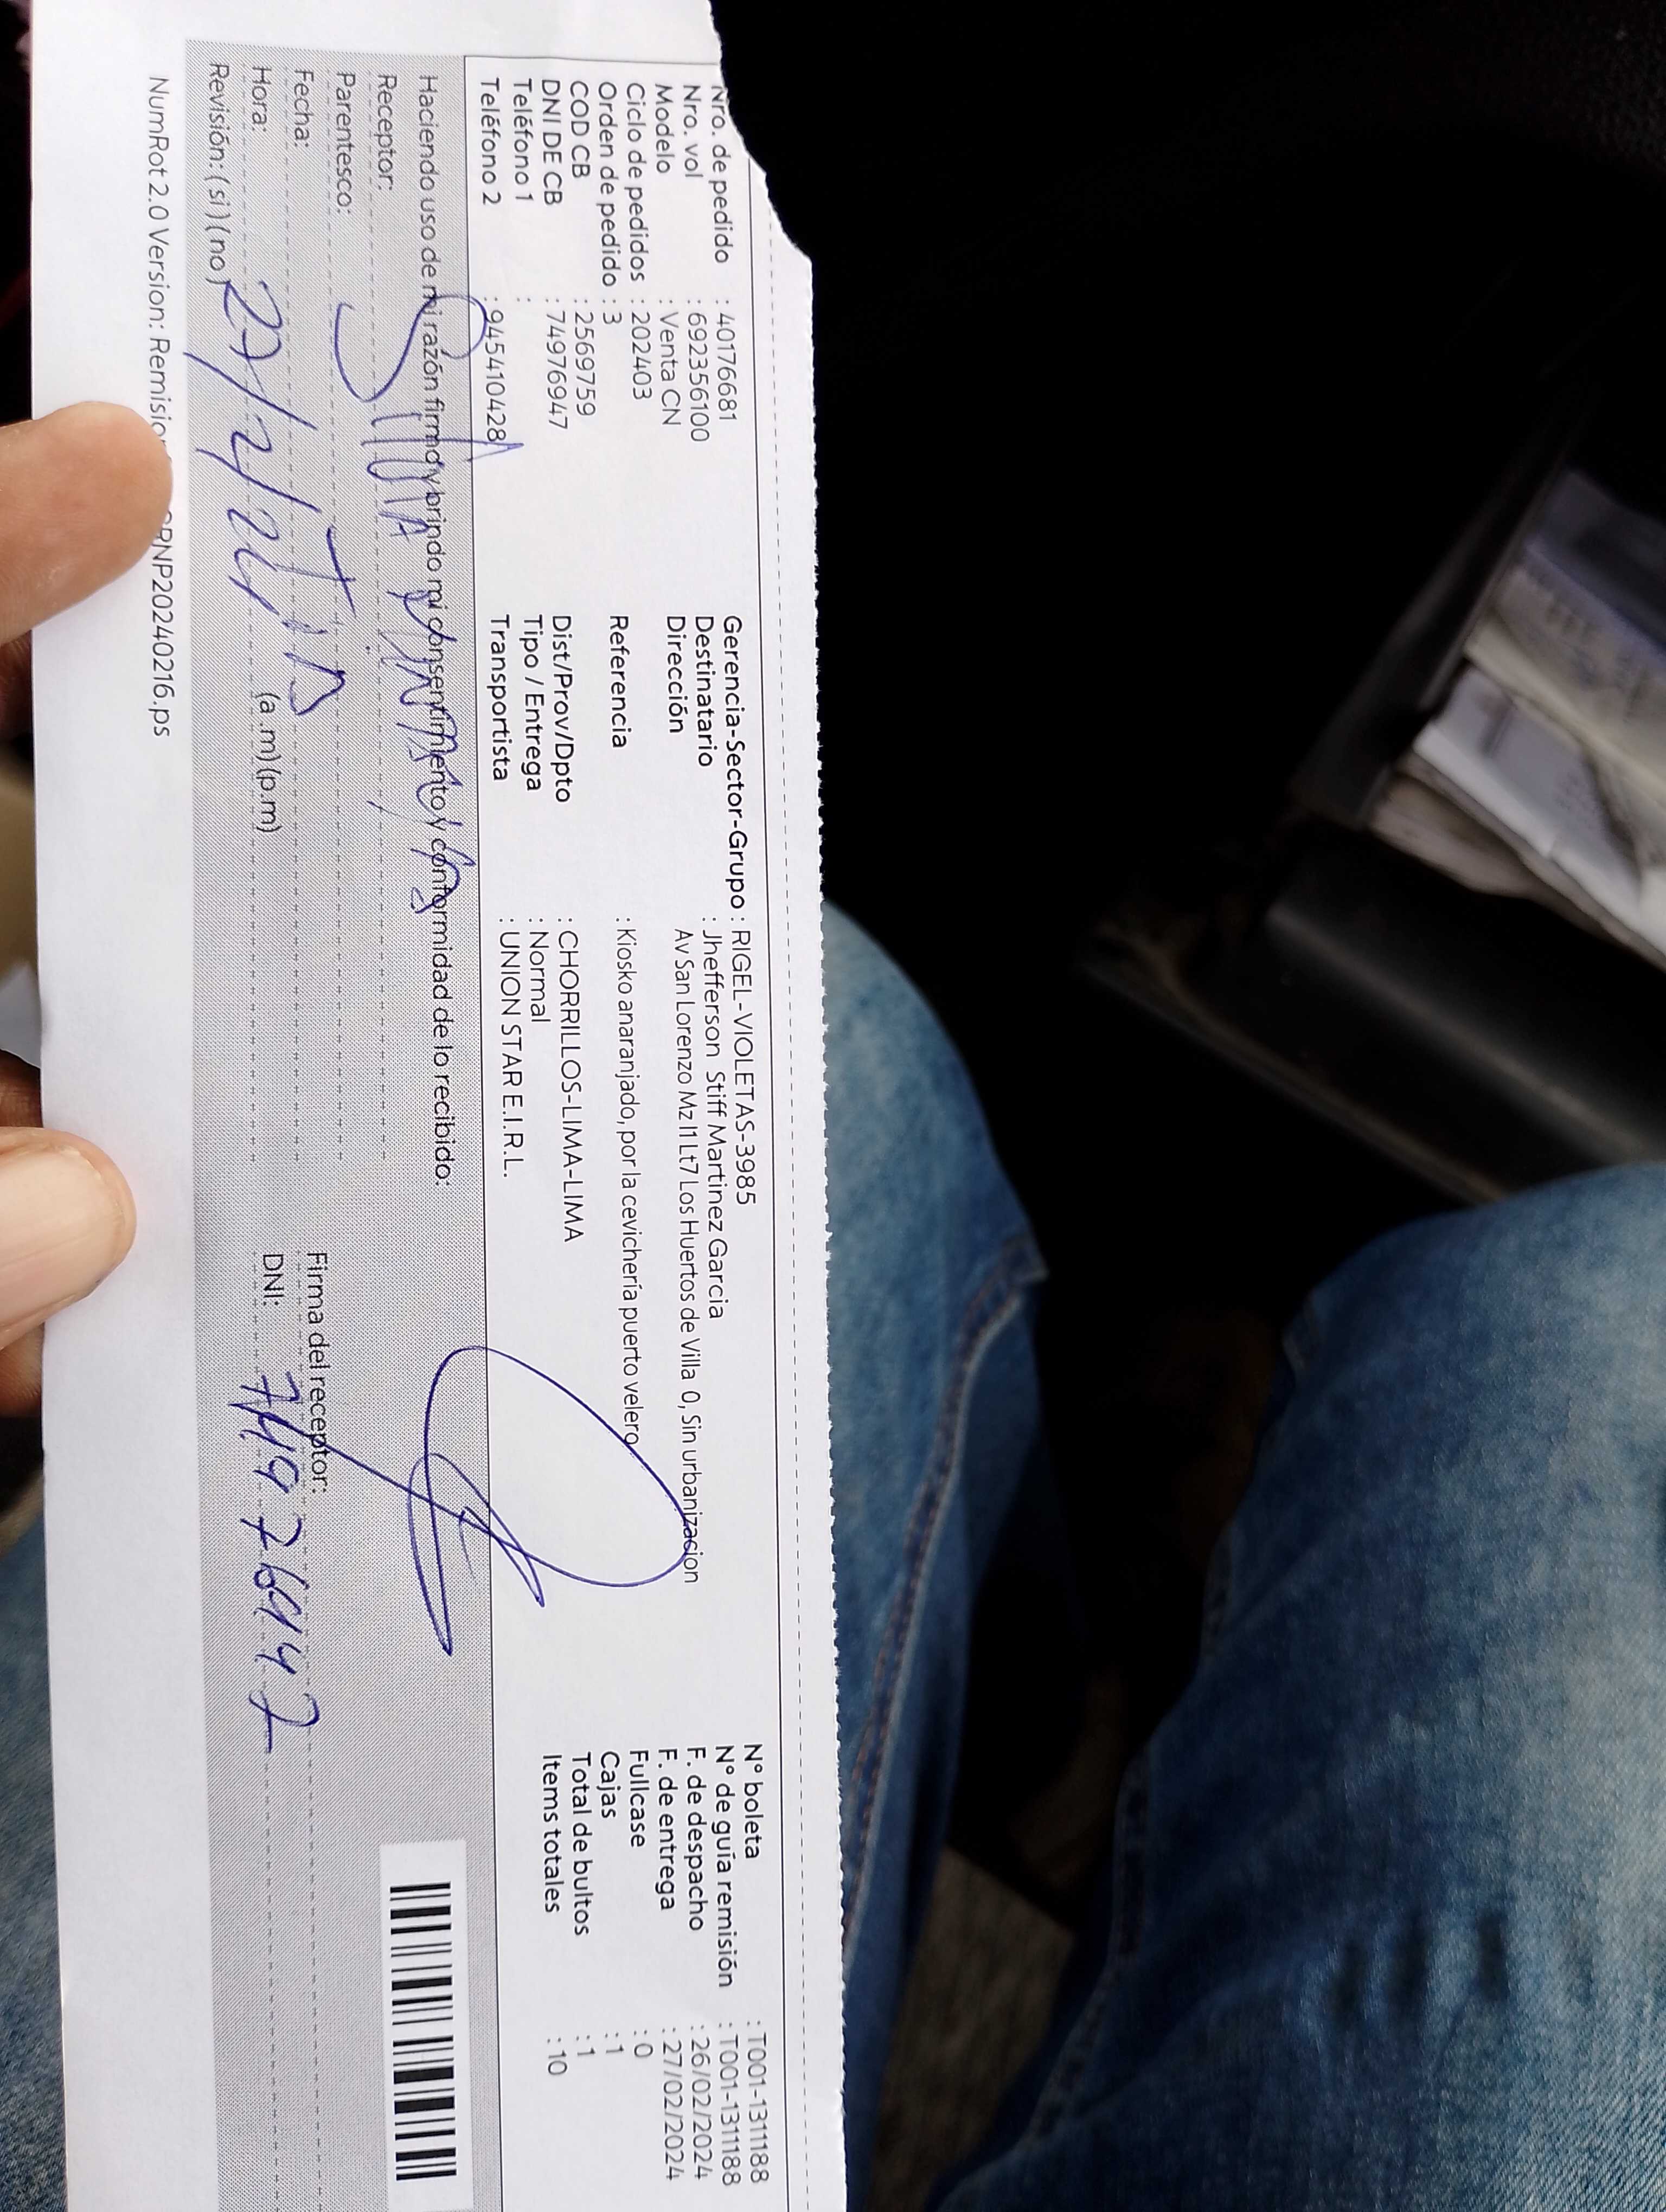 Nro. de pedido : 40176681
Nro. vol : 692356100
Modelo : Venta CN
Ciclo de pedidos : 202403
Orden de pedido : 3
COD CB : 2569759
DNI DE CB : 74976947
Teléfono 1 :
Teléfono 2 : 945410428
Gerencia-Sector-Grupo : RIGEL-VIOLETAS-3985
Destinatario : Jhefferson Stiff Martinez Garcia
Dirección Av San Lorenzo Mz I1 Lt7 Los Huertos de Villa 0, Sin urbanizacion
Referencia : Kiosko anaranjado, por la cevichería puerto velero
Dist/Prov/Dpto : CHORRILLOS-LIMA-LIMA
Tipo / Entrega : Normal
Transportista : UNION STAR E.I.R.L.
N° boleta : T001-1311188
N° de guía remisión : T001-1311188
F. de despacho : 26/02/2024
F. de entrega : 27/02/2024
Fullcase : 0
Cajas : 1
Total de bultos : 1
Items totales : 10
Haciendo uso de mi razón firmo y brindo mi consentimiento y conformidad de lo recibido:
Receptor:
Parentesco: TIA
Fecha: 27/2/24
Hora: (a.m)(p.m)
Revisión: (si) (no)
Firma del receptor:
DNI: 74976947
NumRot 2.0 Version: RNP20240216.ps